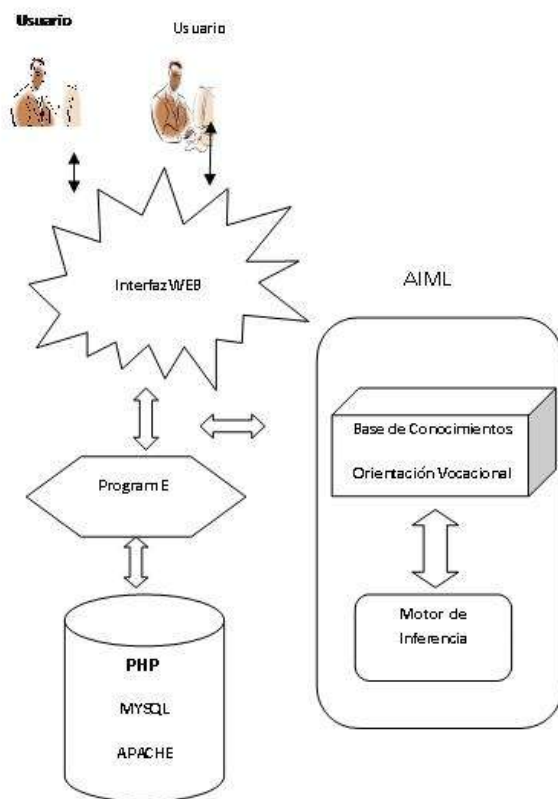 Usuario
Usuario
Interfaz WEB
AIML
Base de Conocimientos
Orientación Vocacional
Program E
Motor de
Inferencia
PHP
MYSQL
APACHE